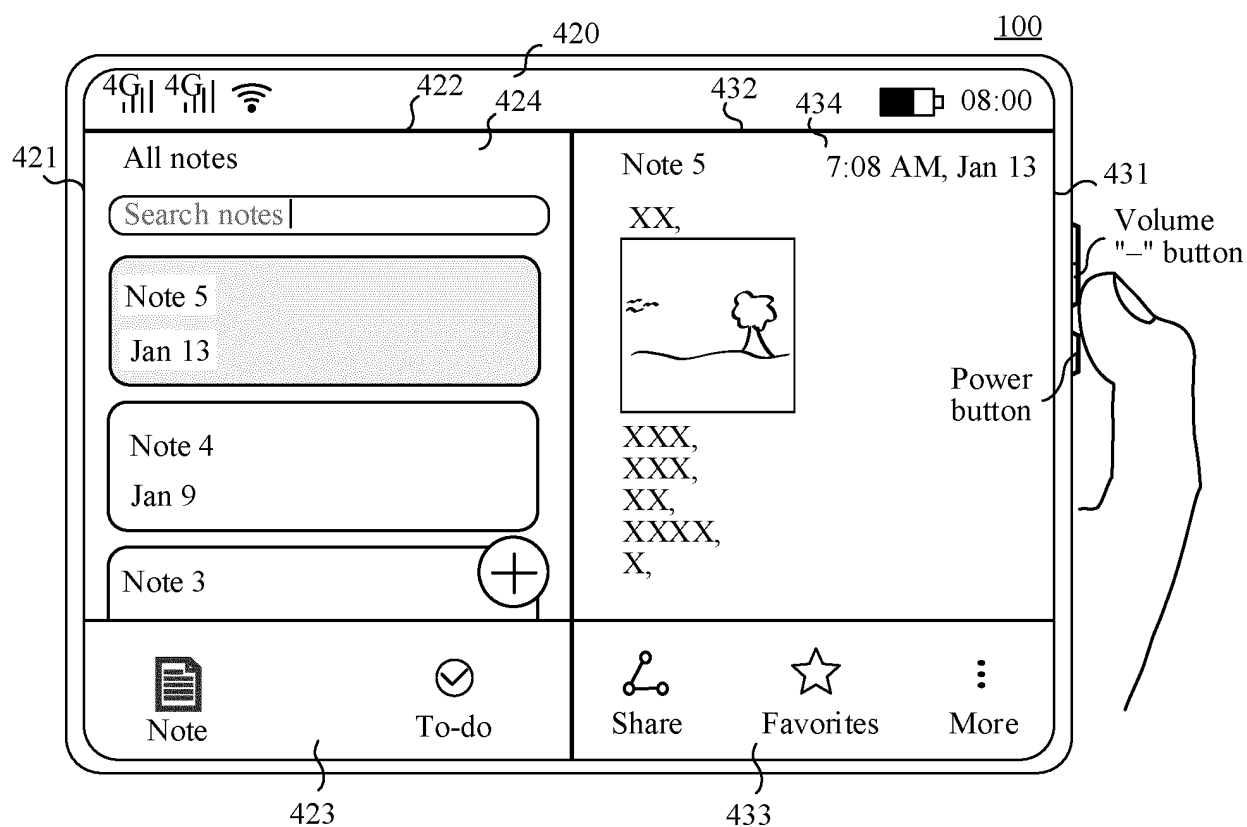 100
420
4G 4G 08:00
422
424
432
434
421
All notes
Search notes
Note 5
Jan 13
Note 4
Jan 9
Note 3
Note
To-do
423
Note 5 7:08 AM, Jan 13
431
XX,
XXX,
XXX,
XX,
XXXX,
X,
Volume
"–" button
Power
button
Share
Favorites
More
433